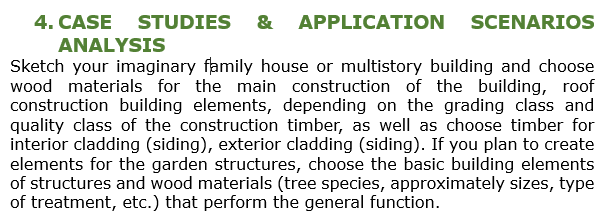 4. CASE STUDIES & APPLICATION SCENARIOS
ANALYSIS
Sketch your imaginary family house or multistory building and choose
wood materials for the main construction of the building, roof
construction building elements, depending on the grading class and
quality class of the construction timber, as well as choose timber for
interior cladding (siding), exterior cladding (siding). If you plan to create
elements for the garden structures, choose the basic building elements
of structures and wood materials (tree species, approximately sizes, type
of treatment, etc.) that perform the general function.